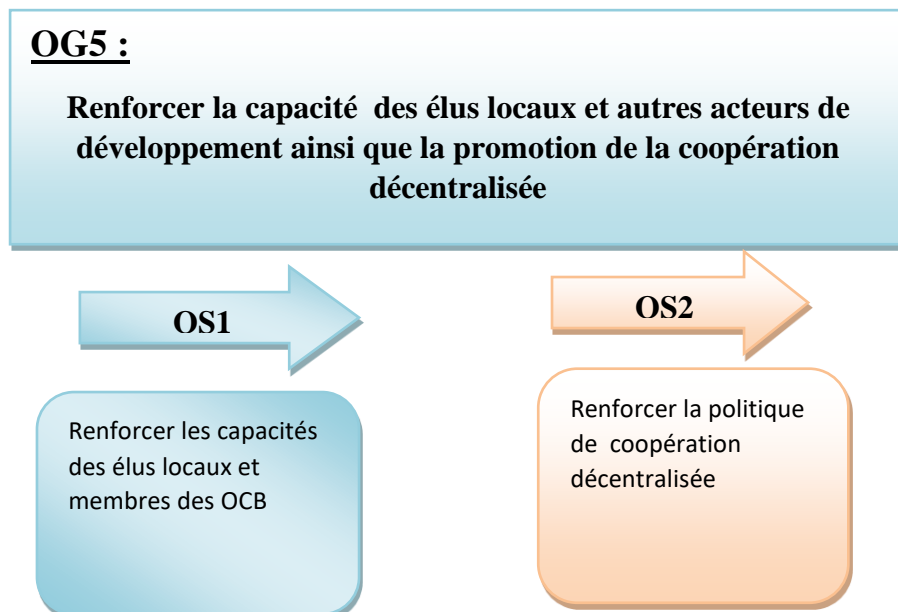 OG5 :
Renforcer la capacité des élus locaux et autres acteurs de
développement ainsi que la promotion de la coopération
décentralisée
OS1
OS2
Renforcer les capacités
des élus locaux et
membres des OCB
Renforcer la politique
de coopération
décentralisée